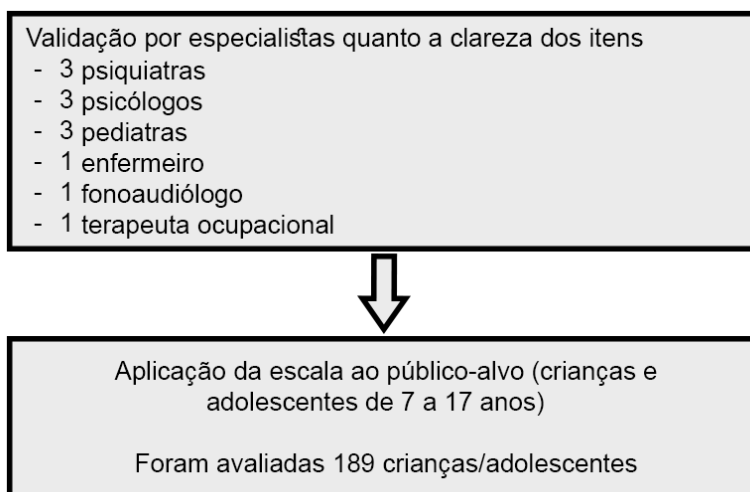 Validação por especialistas quanto a clareza dos itens
- 3 psiquiatras
- 3 psicólogos
- 3 pediatras
- 1 enfermeiro
- 1 fonoaudiólogo
- 1 terapeuta ocupacional
Aplicação da escala ao público-alvo (crianças e
adolescentes de 7 a 17 anos)
Foram avaliadas 189 crianças/adolescentes